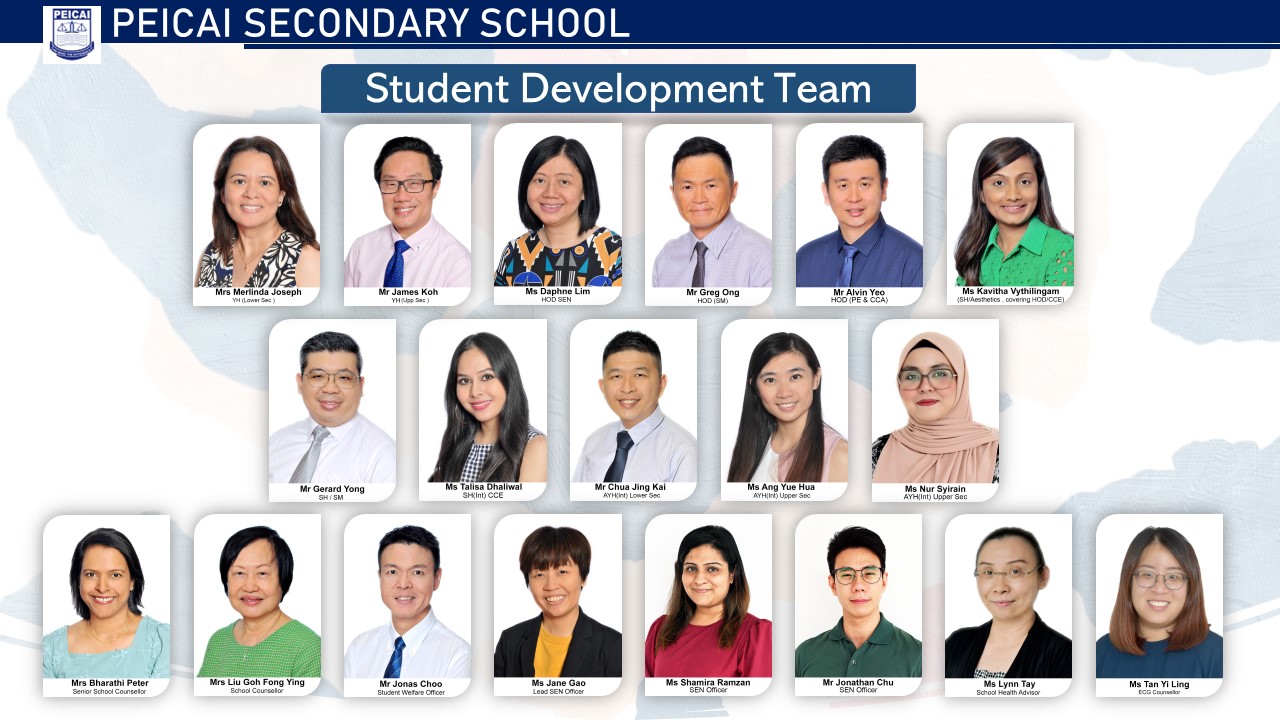 PEICAI
PEICAI SECONDARY SCHOOL
Student Development Team
Mrs Merlinda Joseph
YH (Lower Sec )
Mr James Koh
YH (Upp Sec )
Ms Daphne Lim
HOD SEN
Mr Greg Ong
HOD (SM)
Mr Alvin Yeo
HOD (PE & CCA)
Ms Kavitha Vythilingam
(SH/Aesthetics , covering HOD/CCE)
Mr Gerard Yong
SH / SM
Ms Talisa Dhaliwal
SH(Int) CCE
Mr Chua Jing Kai
AYH(Int) Lower Sec
Ms Ang Yue Hua
AYH(Int) Upper Sec
Ms Nur Syirain
AYH(Int) Upper Sec
Mrs Bharathi Peter
Senior School Counsellor
Mrs Liu Goh Fong Ying
School Counsellor
Mr Jonas Choo
Student Welfare Officer
Ms Jane Gao
Lead SEN Officer
Ms Shamira Ramzan
SEN Officer
Mr Jonathan Chu
SEN Officer
Ms Lynn Tay
School Health Advisor
Ms Tan Yi Ling
ECG Counsellor